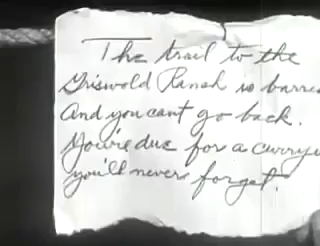 The trail to the
Griswold Ranch is barre
And you cant go back.
You're due for a curryi
you'll never forget.